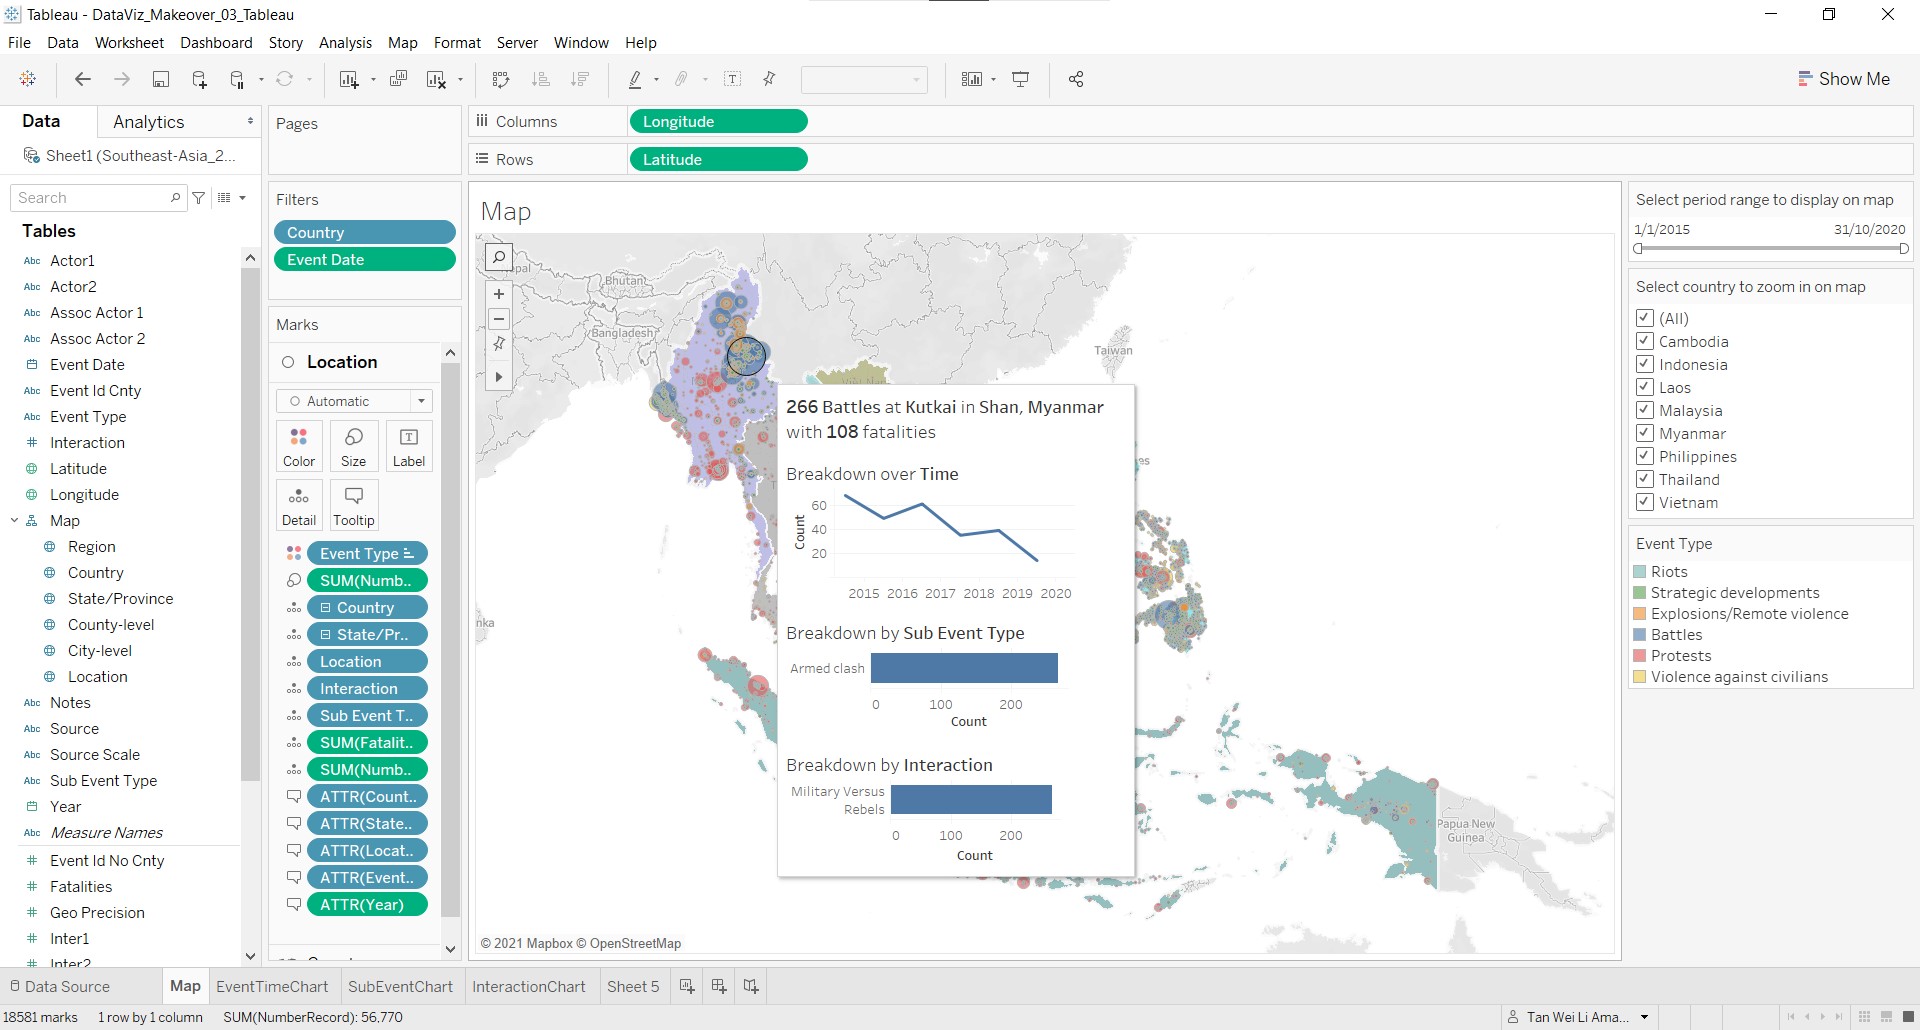 Tableau - DataViz_Makeover_03_Tableau
File Data Worksheet Dashboard Story Analysis Map Format Server Window Help
Show Me
Data Analytics
Sheet1 (Southeast-Asia_2...
Search
Tables
Abc Actor1
Abc Actor2
Abc Assoc Actor 1
Abc Assoc Actor 2
Event Date
Abc Event Id Cnty
Abc Event Type
# Interaction
Latitude
Longitude
Map
Region
Country
State/Province
County-level
City-level
Location
Abc Notes
Abc Source
Abc Source Scale
Abc Sub Event Type
Year
Abc Measure Names
# Event Id No Cnty
# Fatalities
# Geo Precision
# Inter1
# Inter2
Pages
Filters
Country
Event Date
Marks
Location
Automatic
Color Size Label
Detail Tooltip
Event Type
SUM(Numb..
Country
State/Pr..
Location
Interaction
Sub Event T..
SUM(Fatalit..
SUM(Numb..
ATTR(Count..
ATTR(State..
ATTR(Locat..
ATTR(Event..
ATTR(Year)
Columns Longitude
Rows Latitude
Map
Bhutan
Bangladesh
Taiwan
nka
Papua New
Guinea
266 Battles at Kutkai in Shan, Myanmar
with 108 fatalities
Breakdown over Time
Count
60
40
20
2015 2016 2017 2018 2019 2020
Breakdown by Sub Event Type
Armed clash
0 100 200
Count
Breakdown by Interaction
Military Versus
Rebels
0 100 200
Count
© 2021 Mapbox © OpenStreetMap
Select period range to display on map
1/1/2015 31/10/2020
Select country to zoom in on map
(All)
Cambodia
Indonesia
Laos
Malaysia
Myanmar
Philippines
Thailand
Vietnam
Event Type
Riots
Strategic developments
Explosions/Remote violence
Battles
Protests
Violence against civilians
Data Source Map EventTimeChart SubEventChart InteractionChart Sheet 5
18581 marks 1 row by 1 column SUM(NumberRecord): 56,770
Tan Wei Li Ama...